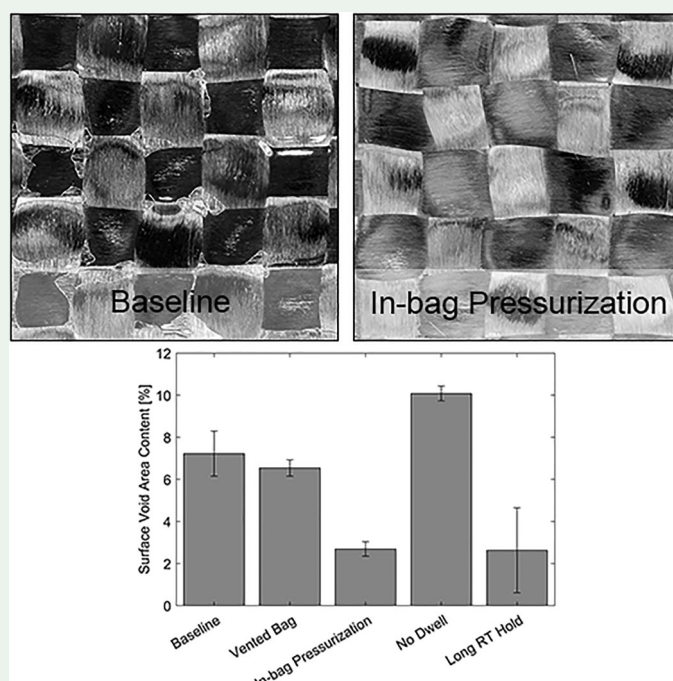 Baseline
In-bag Pressurization
12
10
8
6
4
2
0
Surface Void Area Content [%]
Baseline
Vented Bag
In-bag Pressurization
No Dwell
Long RT Hold